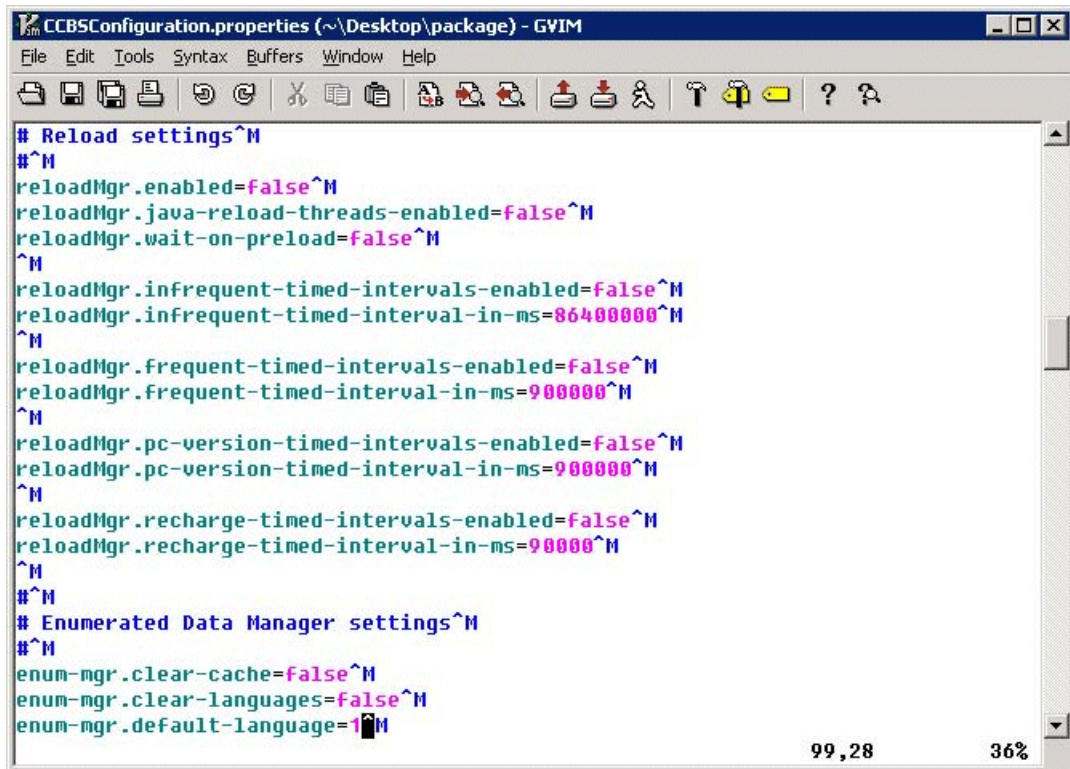 CCBSConfiguration.properties (~\Desktop\package) - GVIM
File Edit Tools Syntax Buffers Window Help
# Reload settings^M
#^M
reloadMgr.enabled=false^M
reloadMgr.java-reload-threads-enabled=false^M
reloadMgr.wait-on-preload=false^M
^M
reloadMgr.infrequent-timed-intervals-enabled=false^M
reloadMgr.infrequent-timed-interval-in-ms=86400000^M
^M
reloadMgr.frequent-timed-intervals-enabled=false^M
reloadMgr.frequent-timed-interval-in-ms=900000^M
^M
reloadMgr.pc-version-timed-intervals-enabled=false^M
reloadMgr.pc-version-timed-interval-in-ms=900000^M
^M
reloadMgr.recharge-timed-intervals-enabled=false^M
reloadMgr.recharge-timed-interval-in-ms=90000^M
^M
#^M
# Enumerated Data Manager settings^M
#^M
enum-mgr.clear-cache=false^M
enum-mgr.clear-languages=false^M
enum-mgr.default-language=1^M
99,28 36%